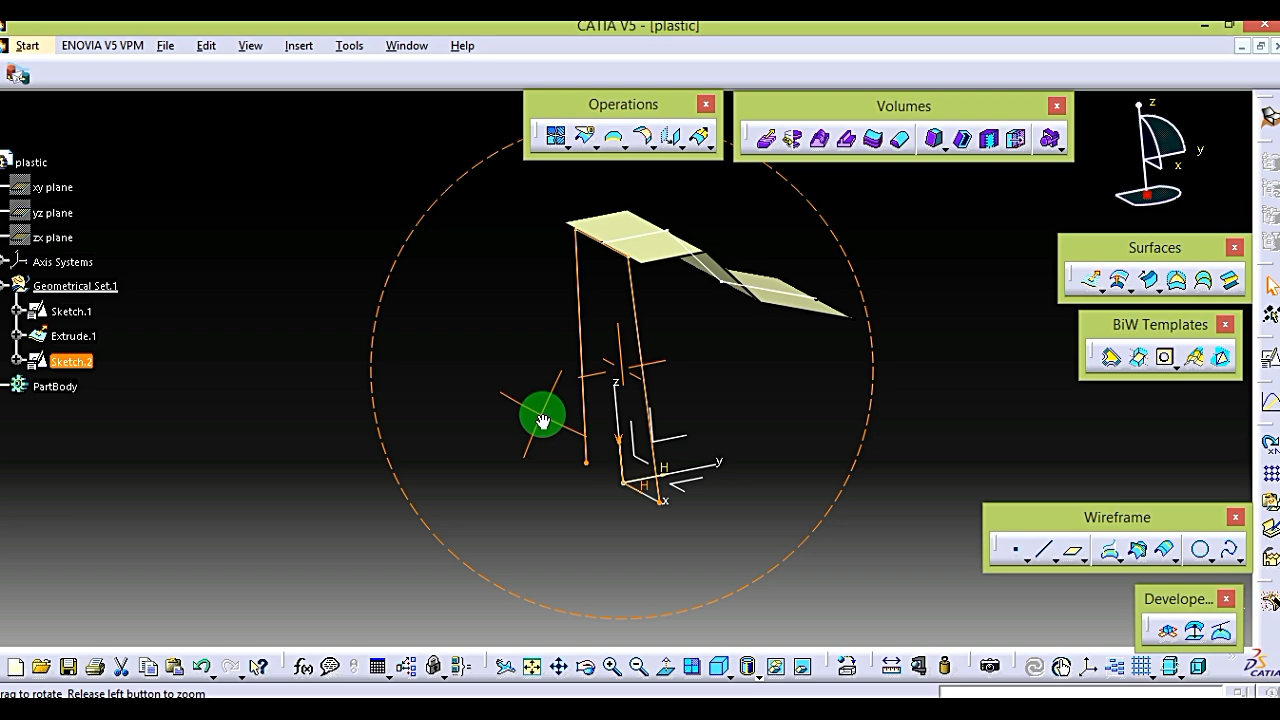 CATIA V5 - [plastic]
Start ENOVIA V5 VPM File Edit View Insert Tools Window Help
Operations
Volumes
z
y
x
plastic
xy plane
yz plane
zx plane
Axis Systems
Geometrical Set.1
Sketch.1
Extrude.1
Sketch.2
PartBody
Surfaces
BiW Templates
z
y
H
H
V
x
Wireframe
Develope...
f(x)
CATIA
rag to rotate, Release left button to zoom